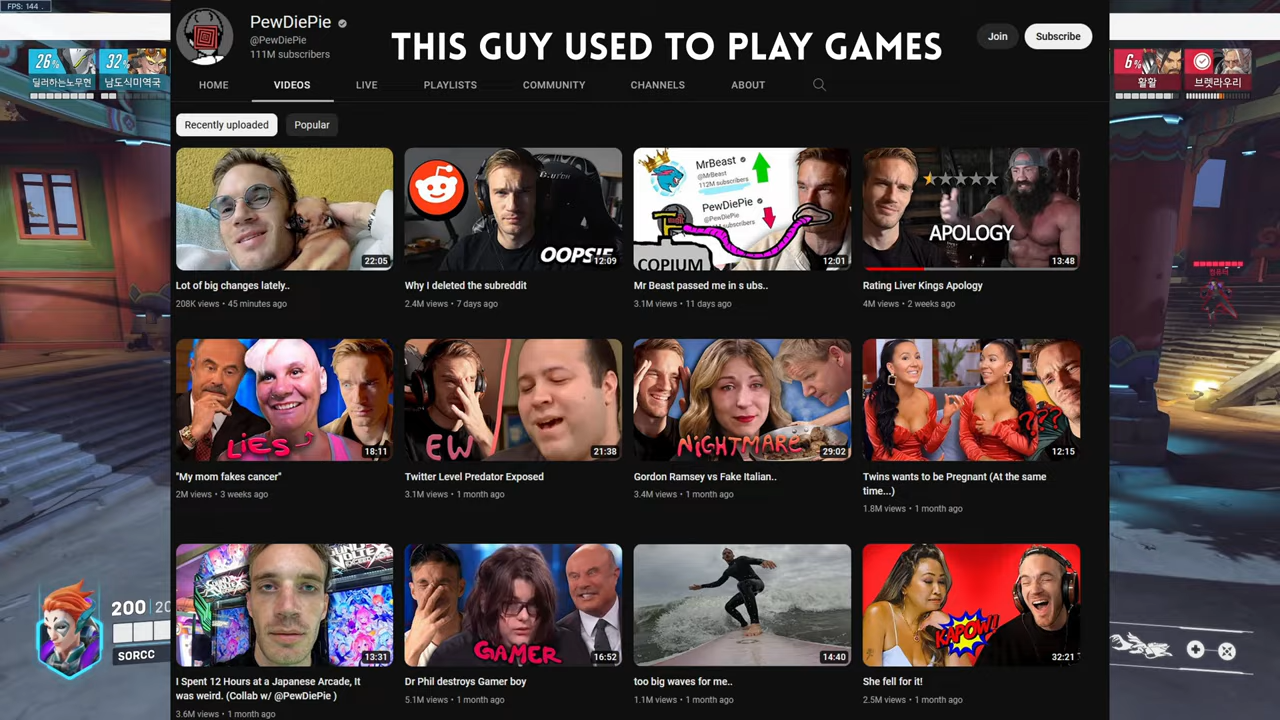 FPS: 144 .
PewDiePie
@PewDiePie
111M subscribers
THIS GUY USED TO PLAY GAMES
Join
Subscribe
26%
32%
딜러하는노무현
남도식미역국
6%
활활
브렛라우리
HOME
VIDEOS
LIVE
PLAYLISTS
COMMUNITY
CHANNELS
ABOUT
Recently uploaded
Popular
22:05
OOPSIE
12:09
MrBeast
@MrBeast
112M subscribers
PewDiePie
@PewDiePie
subscribers
COPIUM
12:01
APOLOGY
13:48
Lot of big changes lately..
208K views • 45 minutes ago
Why I deleted the subreddit
2.4M views • 7 days ago
Mr Beast passed me in s ubs..
3.1M views • 11 days ago
Rating Liver Kings Apology
4M views • 2 weeks ago
LIES
18:11
EW
21:38
NIGHTMARE
29:02
??
12:15
"My mom fakes cancer"
2M views • 3 weeks ago
Twitter Level Predator Exposed
3.1M views • 1 month ago
Gordon Ramsey vs Fake Italian..
3.4M views • 1 month ago
Twins wants to be Pregnant (At the same
time...)
1.8M views • 1 month ago
13:31
GAMER
16:52
14:40
KAPOW!
32:21
I Spent 12 Hours at a Japanese Arcade, It
was weird. (Collab w/ @PewDiePie )
3.6M views • 1 month ago
Dr Phil destroys Gamer boy
5.1M views • 1 month ago
too big waves for me..
1.1M views • 1 month ago
She fell for it!
2.5M views • 1 month ago
200
SORCC